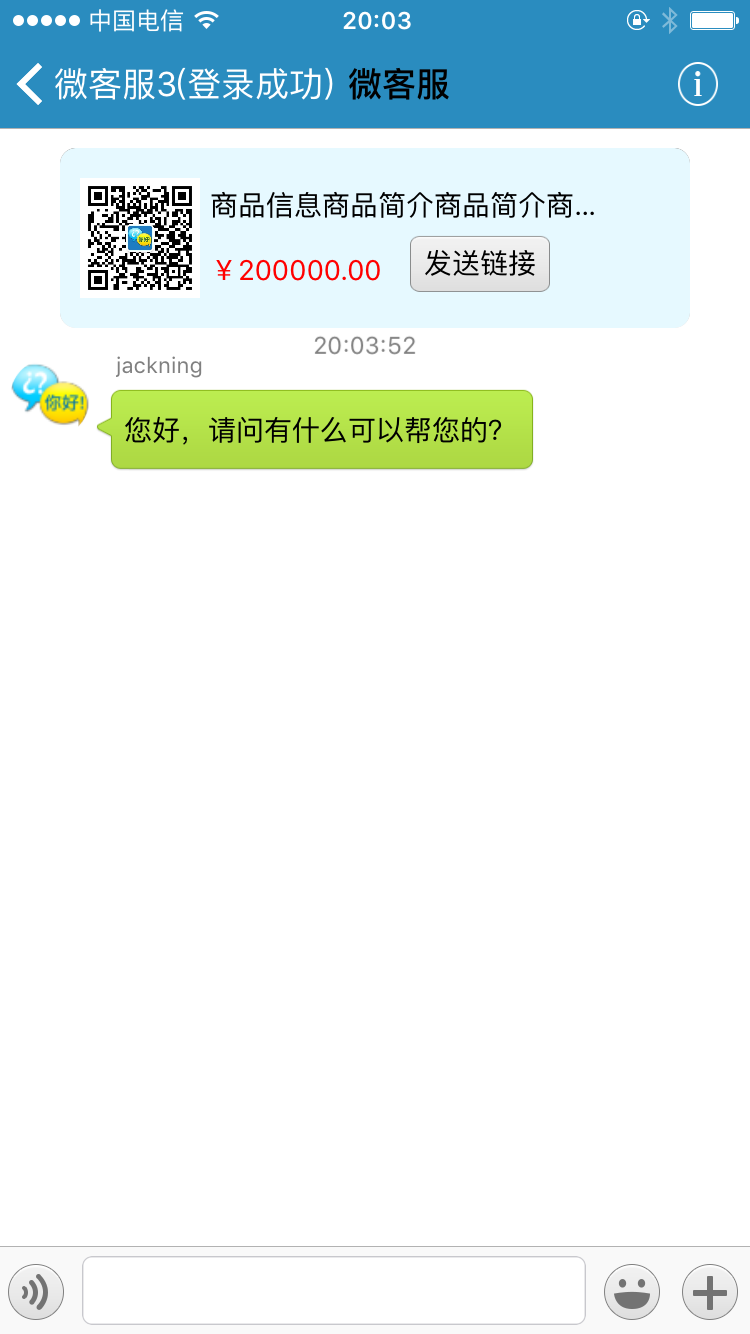 中国电信 20:03
微客服3(登录成功) 微客服
商品信息商品简介商品简介商...
￥200000.00 发送链接
20:03:52
jackning
你好!
您好，请问有什么可以帮您的?